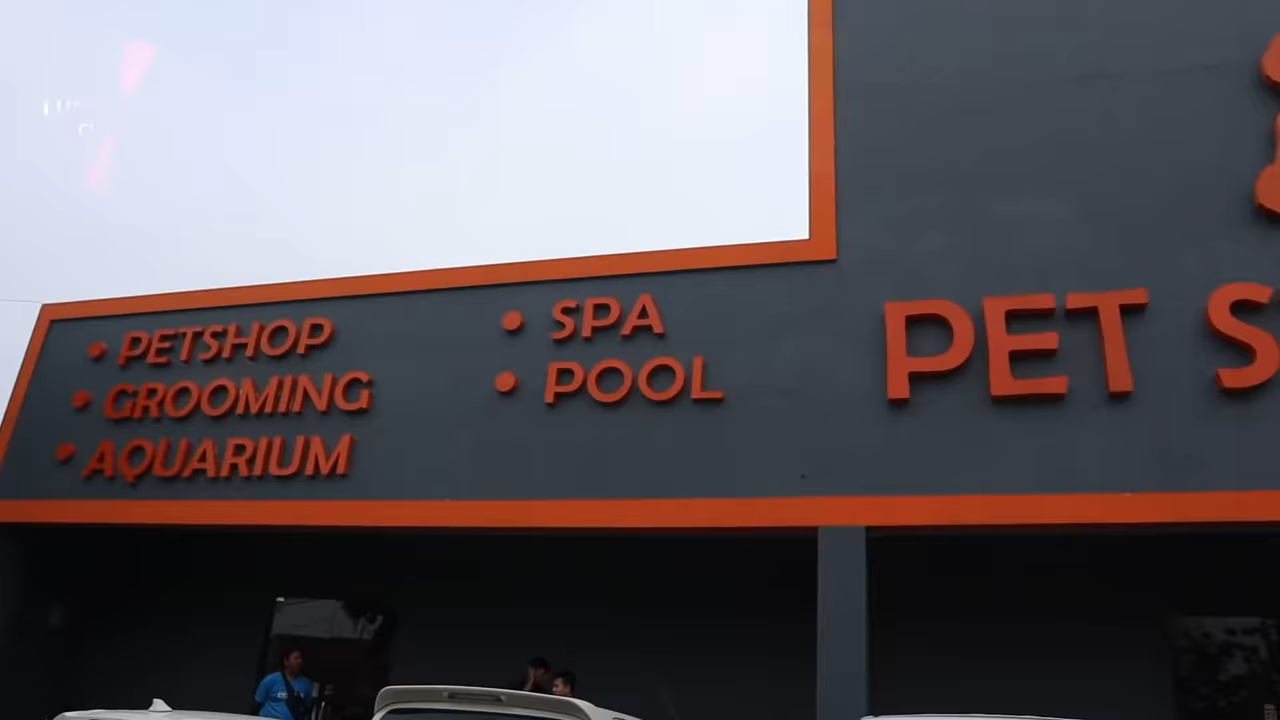 • PETSHOP
• GROOMING
• AQUARIUM
• SPA
• POOL
PET S